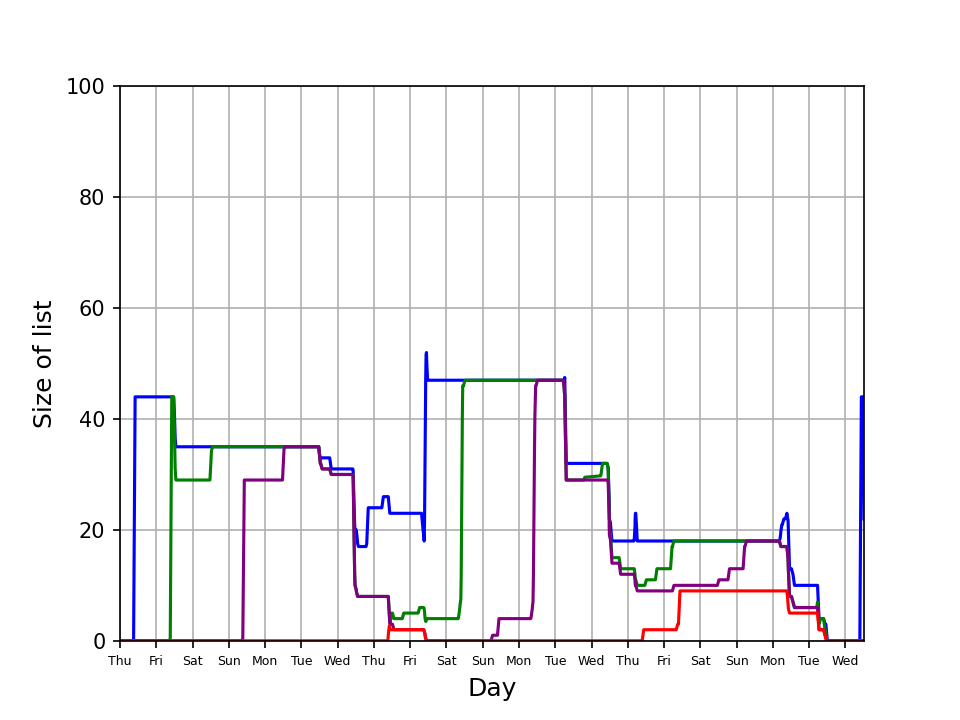 100
80
60
40
20
0
Size of list
Thu Fri Sat Sun Mon Tue Wed Thu Fri Sat Sun Mon Tue Wed Thu Fri Sat Sun Mon Tue Wed
Day